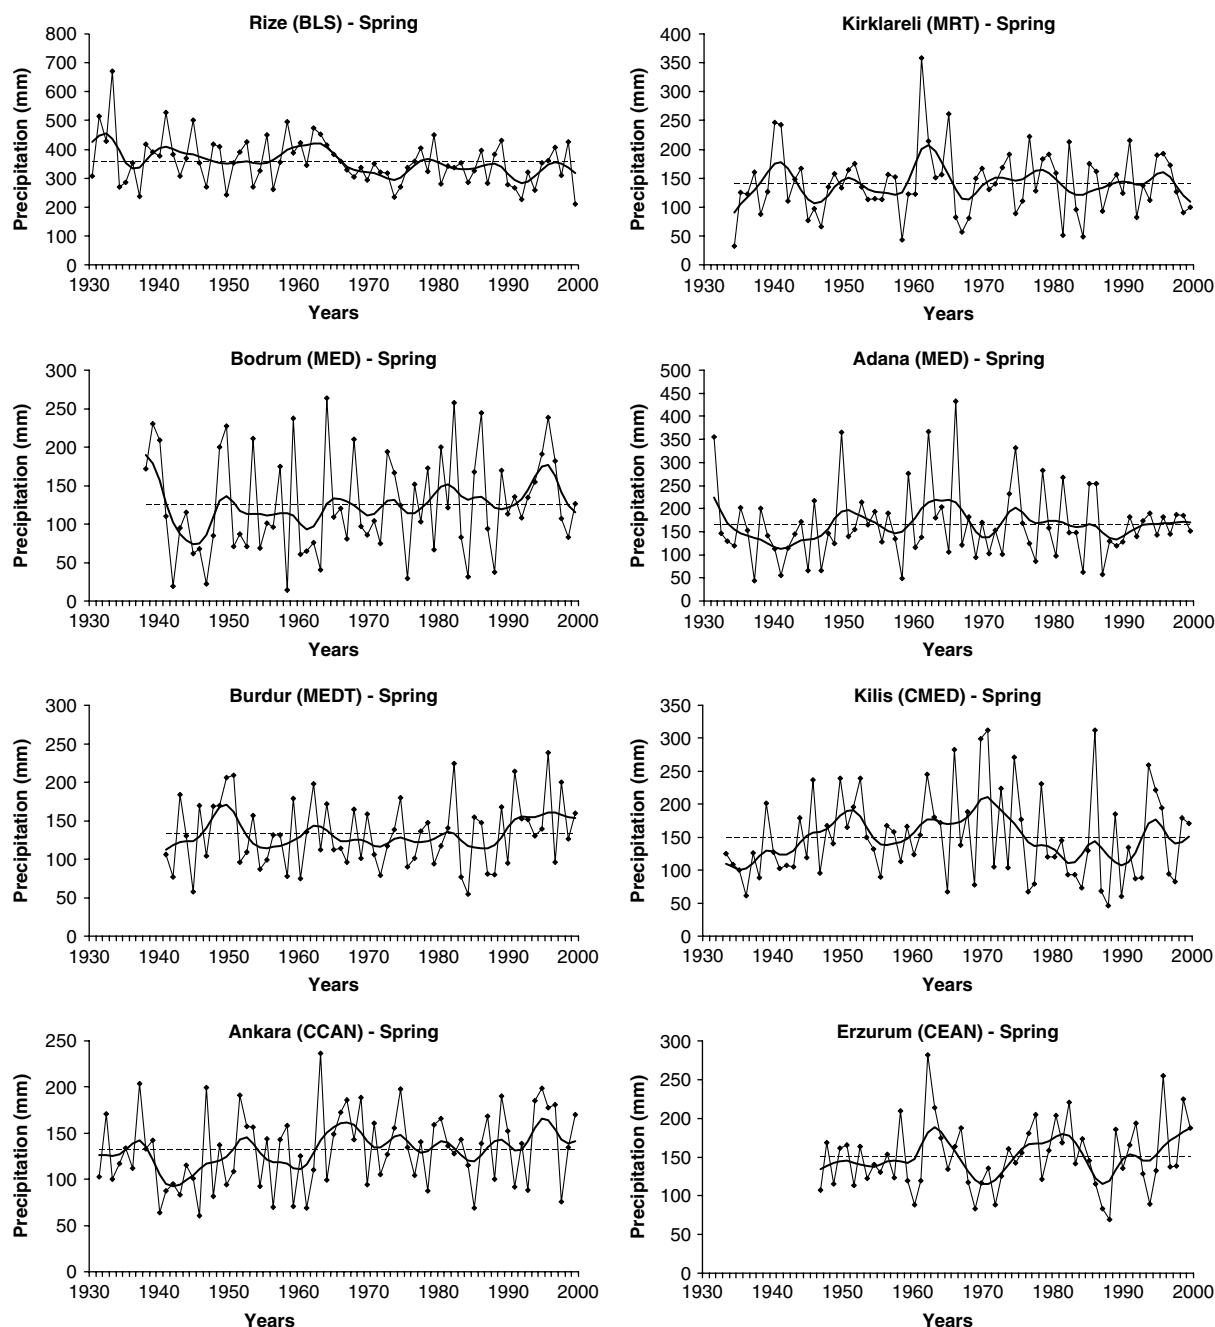 Rize (BLS) - Spring
Precipitation (mm)
800
700
600
500
400
300
200
100
0
1930 1940 1950 1960 1970 1980 1990 2000
Years
Kirklareli (MRT) - Spring
Precipitation (mm)
400
350
300
250
200
150
100
50
0
1930 1940 1950 1960 1970 1980 1990 2000
Years
Bodrum (MED) - Spring
Precipitation (mm)
300
250
200
150
100
50
0
1930 1940 1950 1960 1970 1980 1990 2000
Years
Adana (MED) - Spring
Precipitation (mm)
500
450
400
350
300
250
200
150
100
50
0
1930 1940 1950 1960 1970 1980 1990 2000
Years
Burdur (MEDT) - Spring
Precipitation (mm)
300
250
200
150
100
50
0
1930 1940 1950 1960 1970 1980 1990 2000
Years
Kilis (CMED) - Spring
Precipitation (mm)
350
300
250
200
150
100
50
0
1930 1940 1950 1960 1970 1980 1990 2000
Years
Ankara (CCAN) - Spring
Precipitation (mm)
250
200
150
100
50
0
1930 1940 1950 1960 1970 1980 1990 2000
Years
Erzurum (CEAN) - Spring
Precipitation (mm)
300
250
200
150
100
50
0
1930 1940 1950 1960 1970 1980 1990 2000
Years